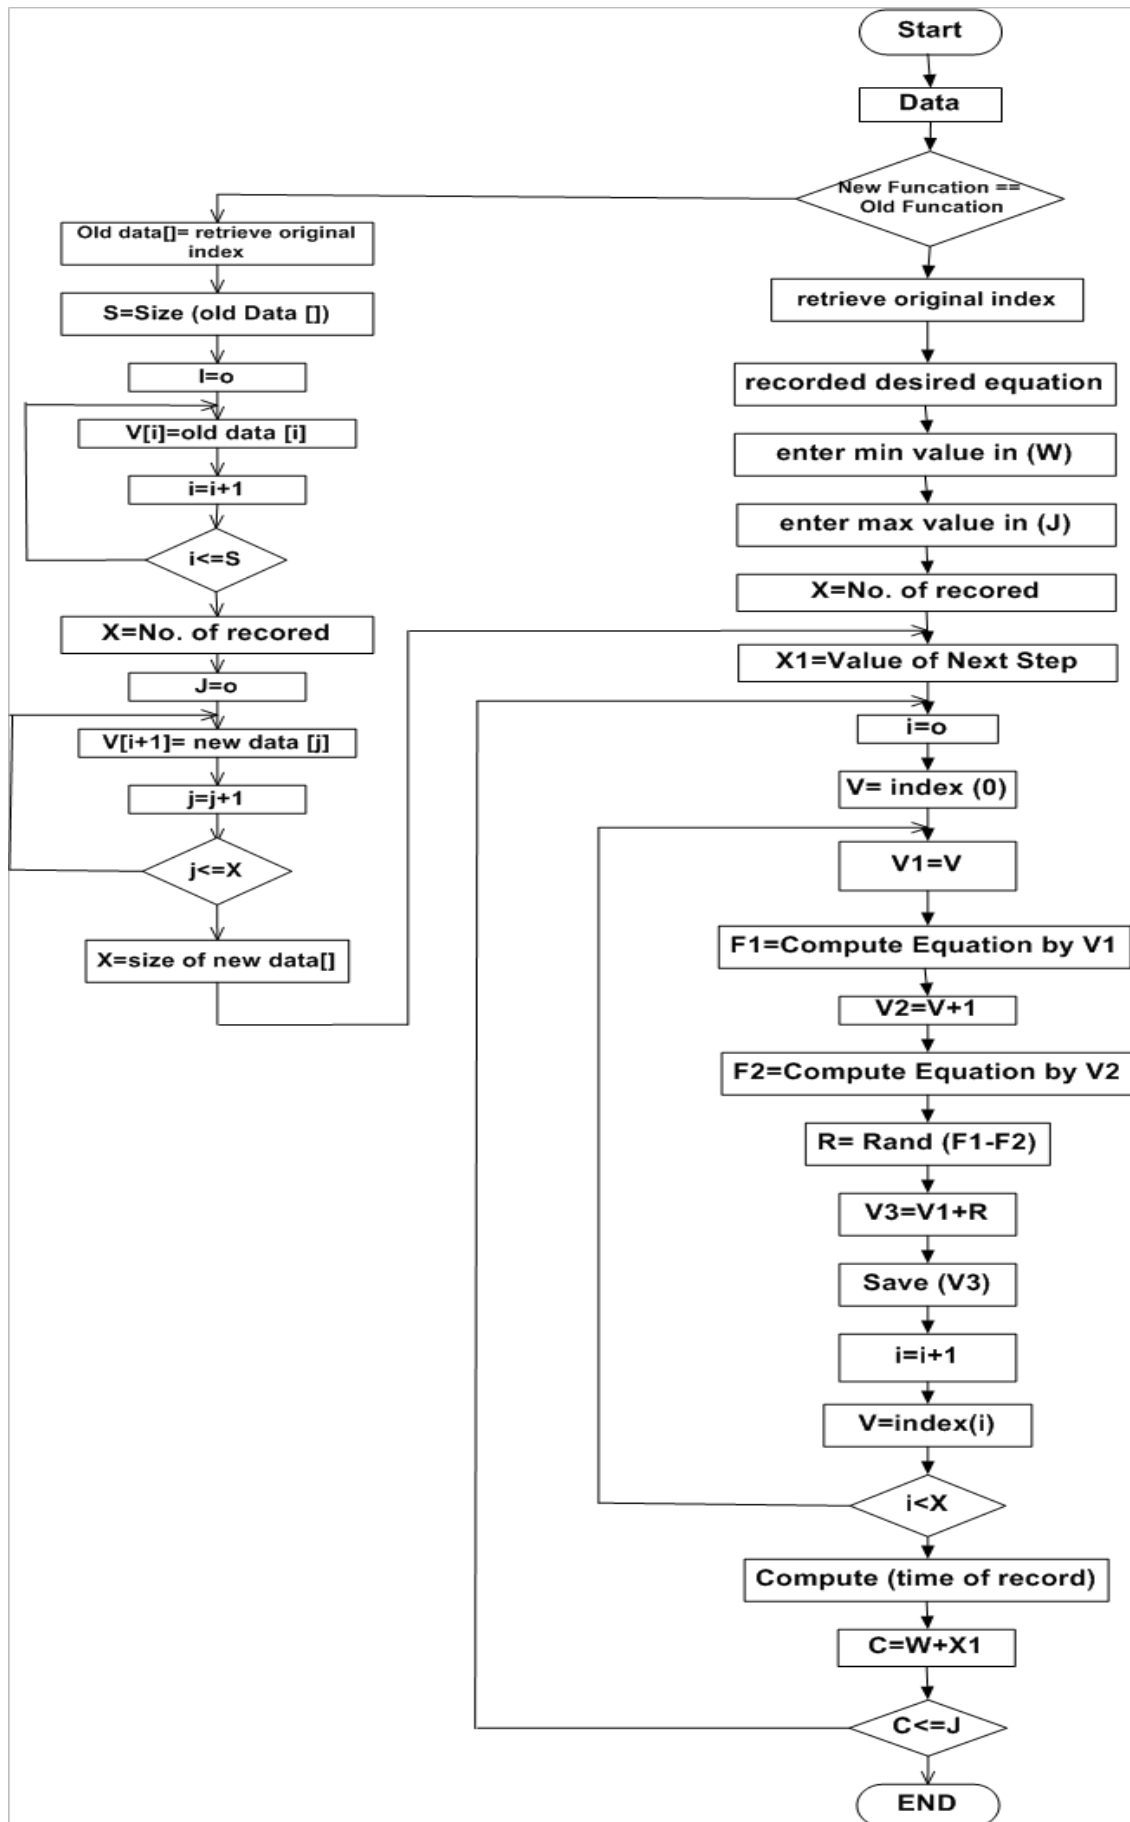 Start
Data
New Funcation ==
Old Funcation
Old data[]= retrieve original
index
S=Size (old Data [])
I=o
V[i]=old data [i]
i=i+1
i<=S
X=No. of recored
J=o
V[i+1]= new data [j]
j=j+1
j<=X
X=size of new data[]
retrieve original index
recorded desired equation
enter min value in (W)
enter max value in (J)
X=No. of recored
X1=Value of Next Step
i=o
V= index (0)
V1=V
F1=Compute Equation by V1
V2=V+1
F2=Compute Equation by V2
R= Rand (F1-F2)
V3=V1+R
Save (V3)
i=i+1
V=index(i)
i<X
Compute (time of record)
C=W+X1
C<=J
END